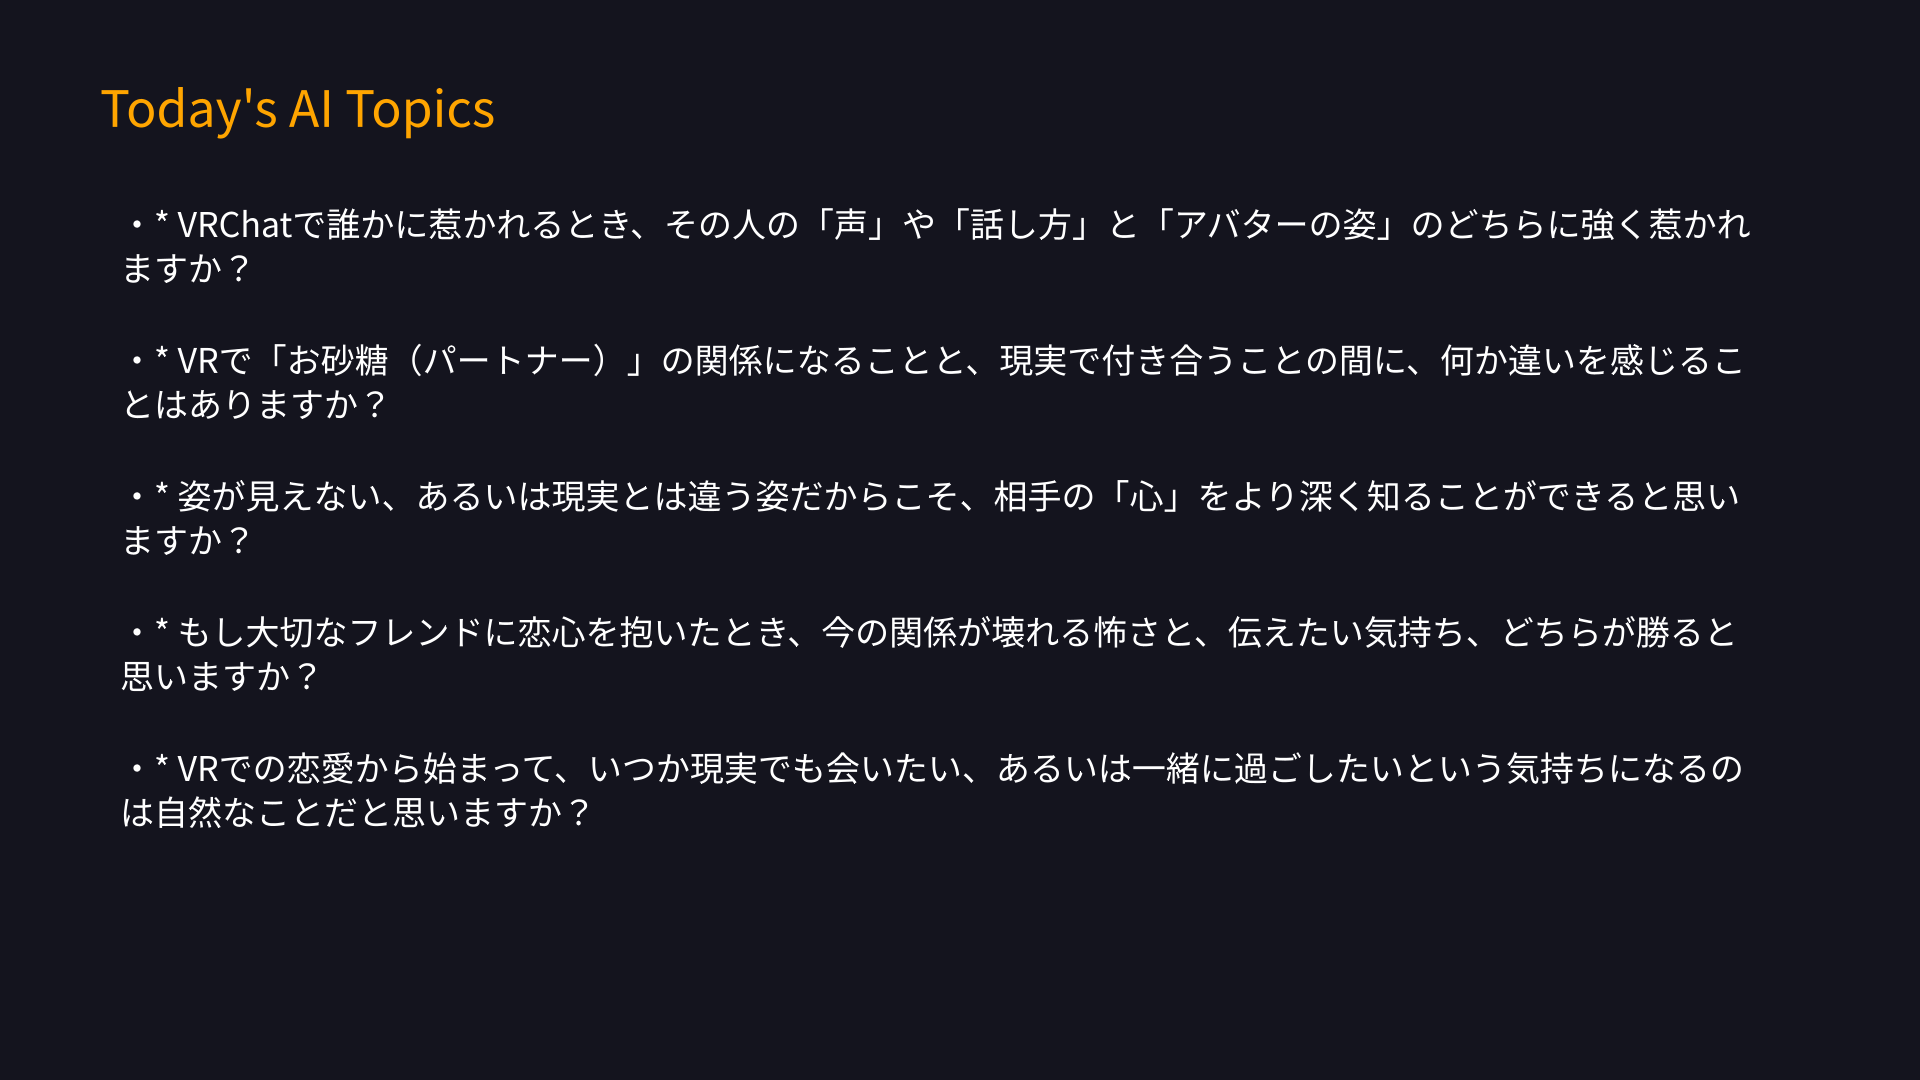 Today's AI Topics
・* VRChatで誰かに惹かれるとき、その人の「声」や「話し方」と「アバターの姿」のどちらに強く惹かれ
ますか？
・* VRで「お砂糖（パートナー）」の関係になることと、現実で付き合うことの間に、何か違いを感じるこ
とはありますか？
・* 姿が見えない、あるいは現実とは違う姿だからこそ、相手の「心」をより深く知ることができると思い
ますか？
・* もし大切なフレンドに恋心を抱いたとき、今の関係が壊れる怖さと、伝えたい気持ち、どちらが勝ると
思いますか？
・* VRでの恋愛から始まって、いつか現実でも会いたい、あるいは一緒に過ごしたいという気持ちになるの
は自然なことだと思いますか？